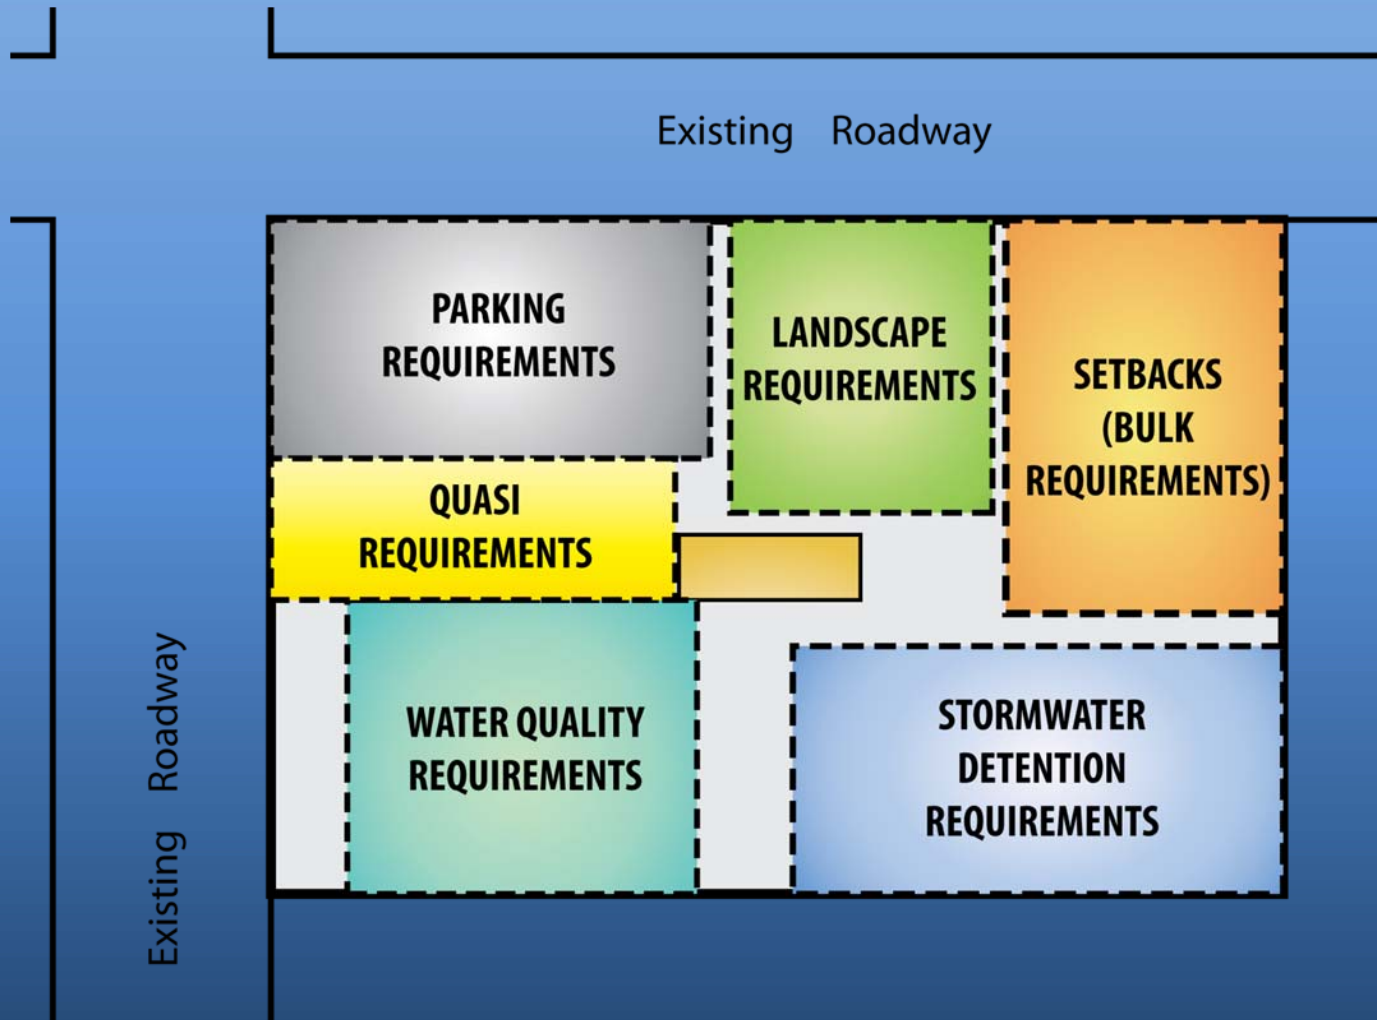 Existing Roadway
PARKING
REQUIREMENTS
LANDSCAPE
REQUIREMENTS
SETBACKS
(BULK
REQUIREMENTS)
QUASI
REQUIREMENTS
WATER QUALITY
REQUIREMENTS
STORMWATER
DETENTION
REQUIREMENTS
Existing Roadway